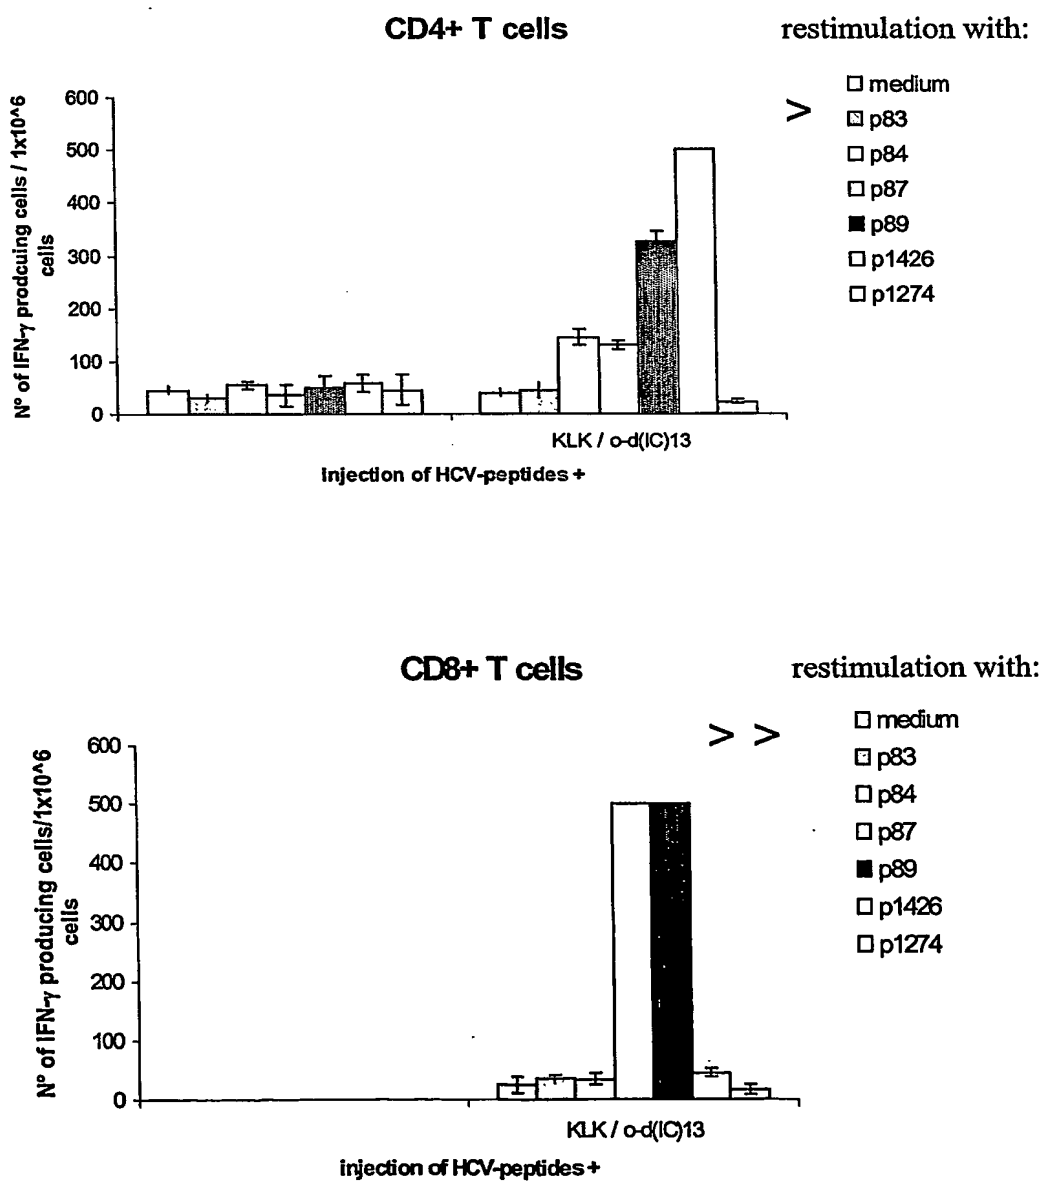 CD4+ T cells
restimulation with:
N° of IFN-γ prodcuing cells / 1x10^6
cells
600
500
400
300
200
100
0
>
medium
p83
p84
p87
p89
p1426
p1274
KLK / o-d(IC)13
Injection of HCV-peptides +
CD8+ T cells
restimulation with:
N° of IFN-γ producing cells/1x10^6
cells
600
500
400
300
200
100
0
> >
medium
p83
p84
p87
p89
p1426
p1274
KLK / o-d(IC)13
injection of HCV-peptides +